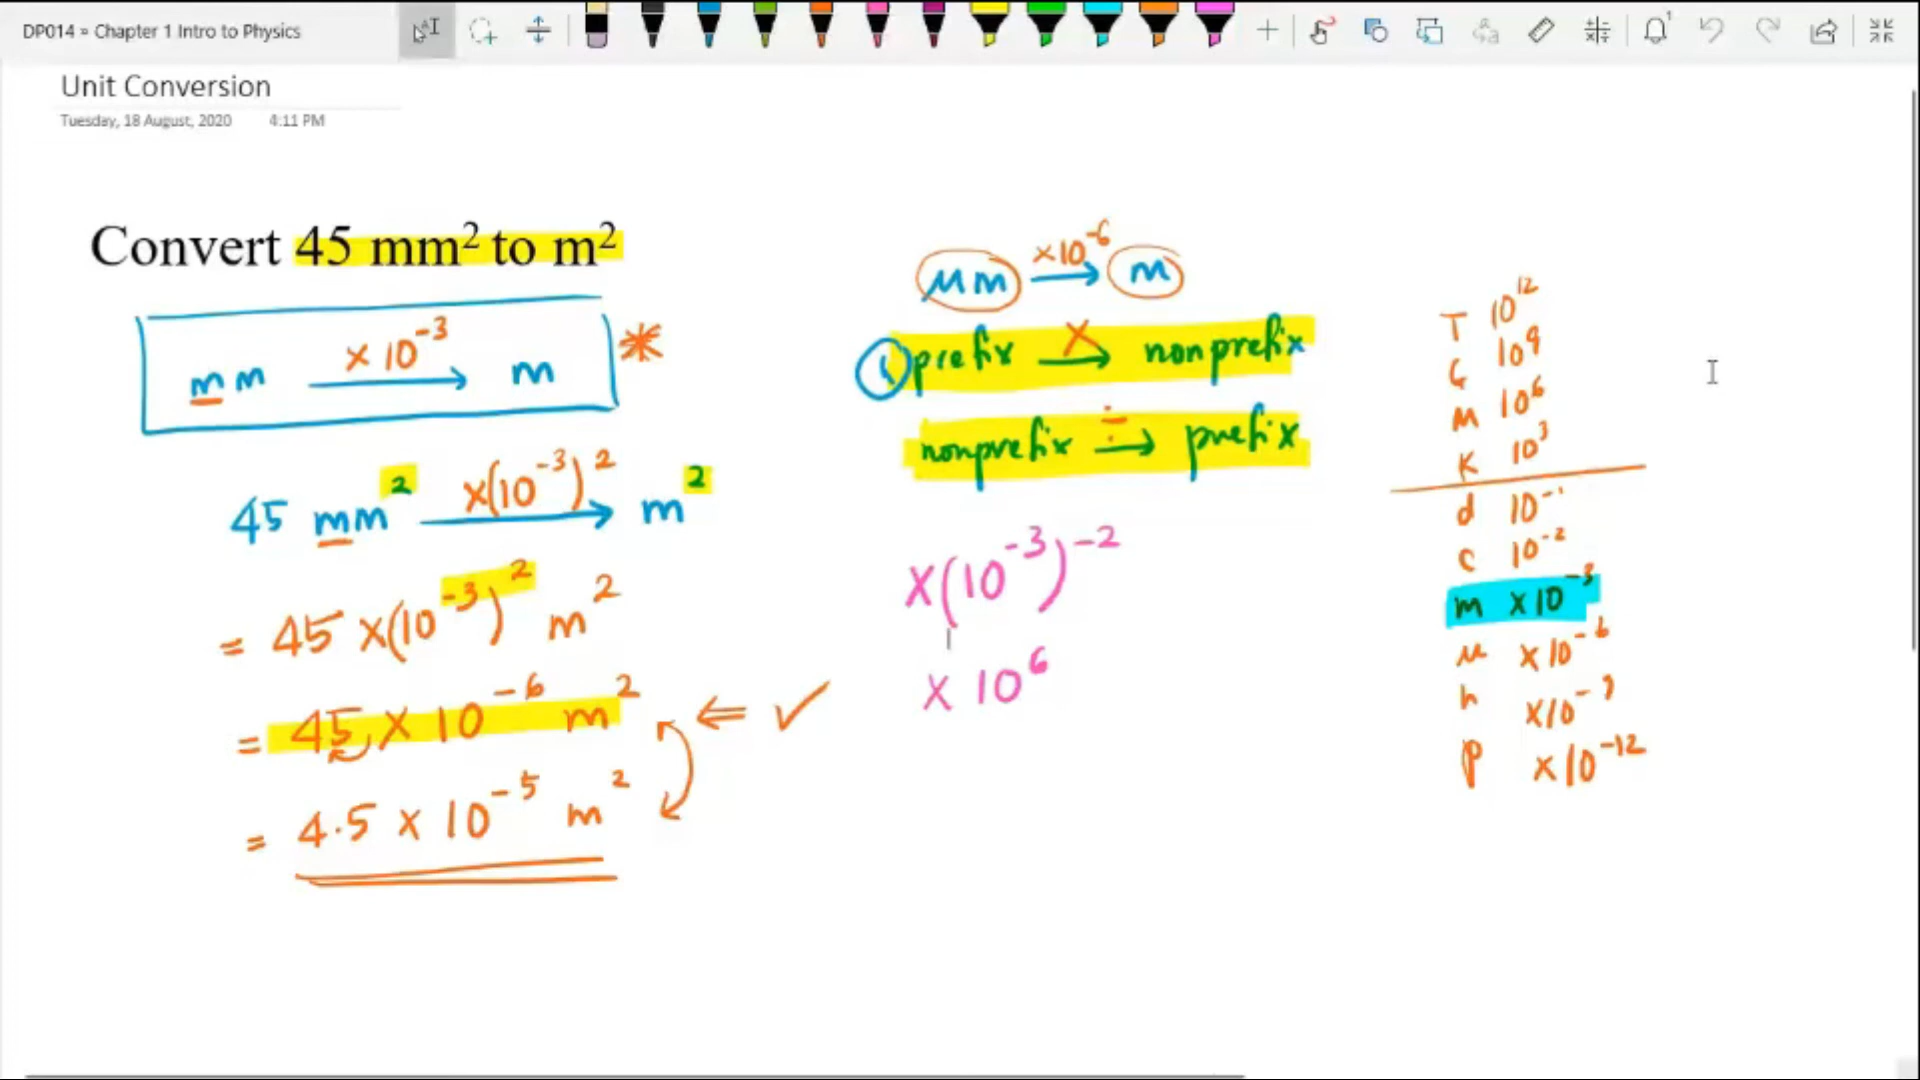 DP014 » Chapter 1 Intro to Physics
Unit Conversion
Tuesday, 18 August, 2020 4:11 PM
Convert 45 mm² to m²
mm × 10⁻³ → m *
45 mm² ×(10⁻³)² → m²
= 45 ×(10⁻³)² m²
= 45 × 10⁻⁶ m² ⇐ ✓
= 4.5 × 10⁻⁵ m²
μm ×10⁻⁶ → m
① prefix × → nonprefix
nonprefix ÷ → prefix
×(10⁻³)⁻²
× 10⁶
T 10¹²
G 10⁹
M 10⁶
K 10³
d 10⁻¹
c 10⁻²
m ×10⁻³
μ ×10⁻⁶
n ×10⁻⁹
p ×10⁻¹²